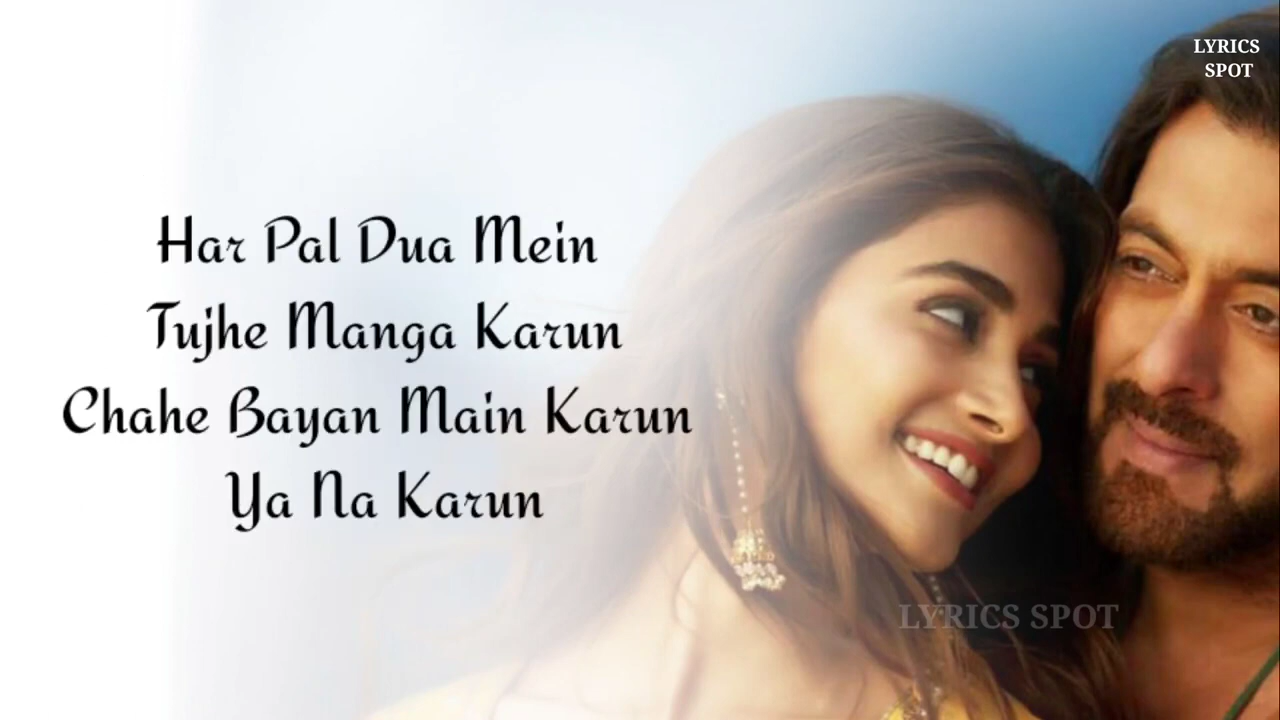 LYRICS
SPOT
Har Pal Dua Mein
Tujhe Manga Karun
Chahe Bayan Main Karun
Ya Na Karun
LYRICS SPOT